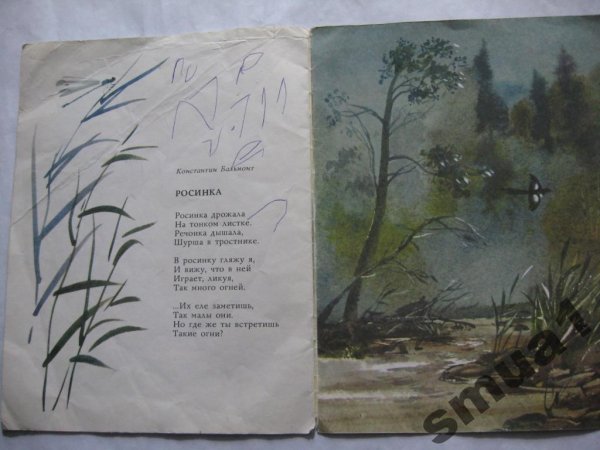 Константин Бальмонт
РОСИНКА
Росинка дрожала
На тонком листке.
Речонка дышала,
Шурша в тростнике.
В росинку гляжу я,
И вижу, что в ней
Играет, ликуя,
Так много огней.
...Их еле заметишь,
Так малы они.
Но где же ты встретишь
Такие огни?
smua1